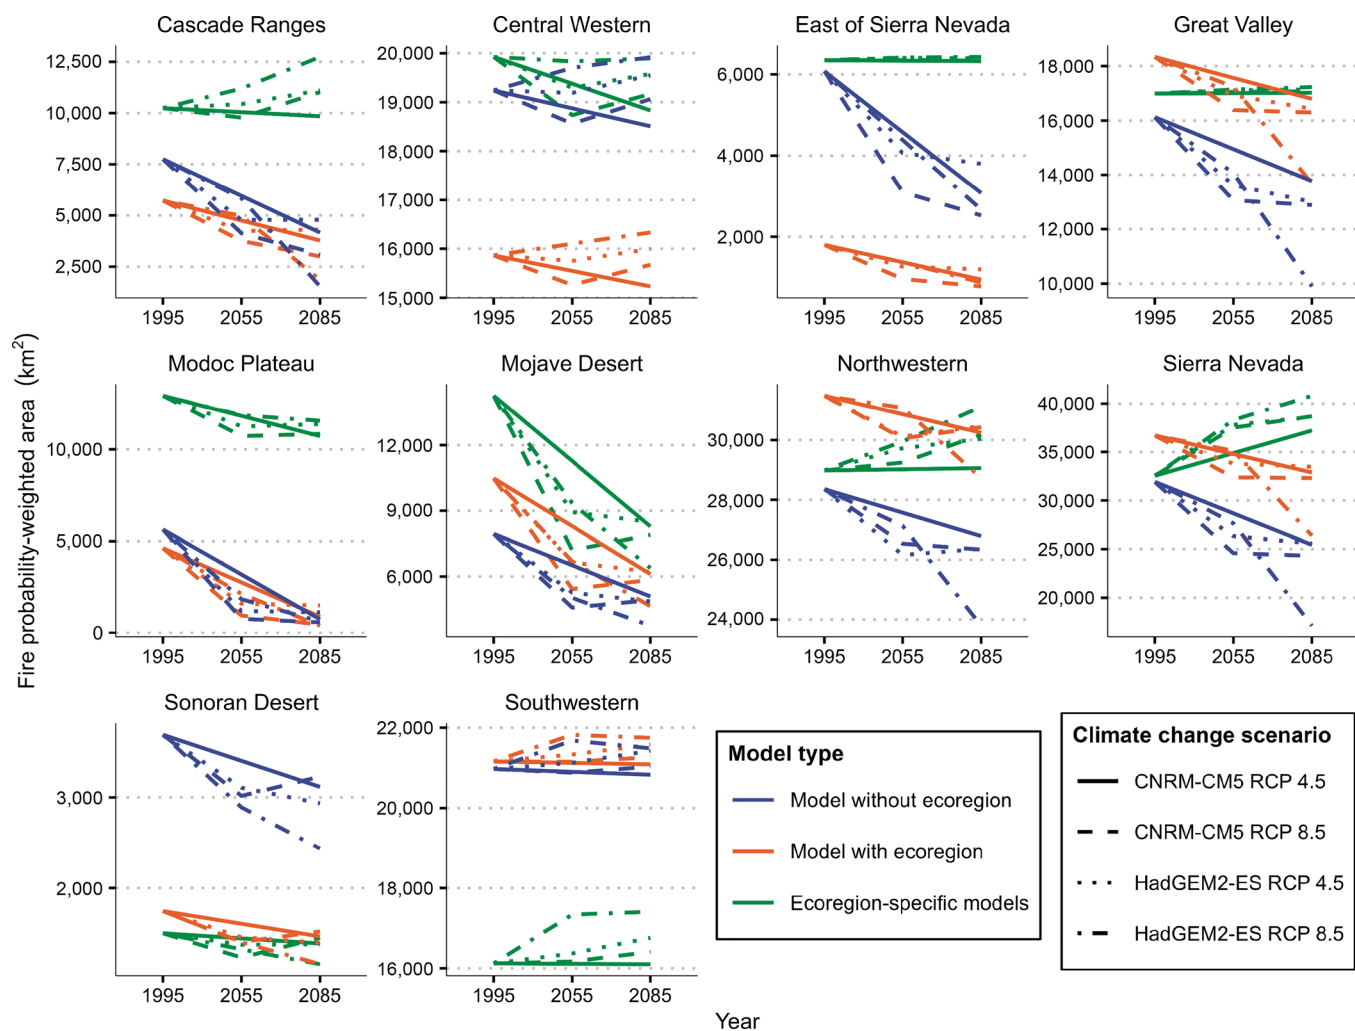 Cascade Ranges
Central Western
East of Sierra Nevada
Great Valley
12,500
10,000
7,500
5,000
2,500
1995 2055 2085
20,000
19,000
18,000
17,000
16,000
15,000
1995 2055 2085
6,000
4,000
2,000
1995 2055 2085
18,000
16,000
14,000
12,000
10,000
1995 2055 2085
Fire probability-weighted area (km²)
Modoc Plateau
Mojave Desert
Northwestern
Sierra Nevada
10,000
5,000
0
1995 2055 2085
12,000
9,000
6,000
1995 2055 2085
30,000
28,000
26,000
24,000
1995 2055 2085
40,000
35,000
30,000
25,000
20,000
1995 2055 2085
Sonoran Desert
Southwestern
3,000
2,000
1995 2055 2085
22,000
20,000
18,000
16,000
1995 2055 2085
Model type
Model without ecoregion
Model with ecoregion
Ecoregion-specific models
Climate change scenario
CNRM-CM5 RCP 4.5
CNRM-CM5 RCP 8.5
HadGEM2-ES RCP 4.5
HadGEM2-ES RCP 8.5
Year